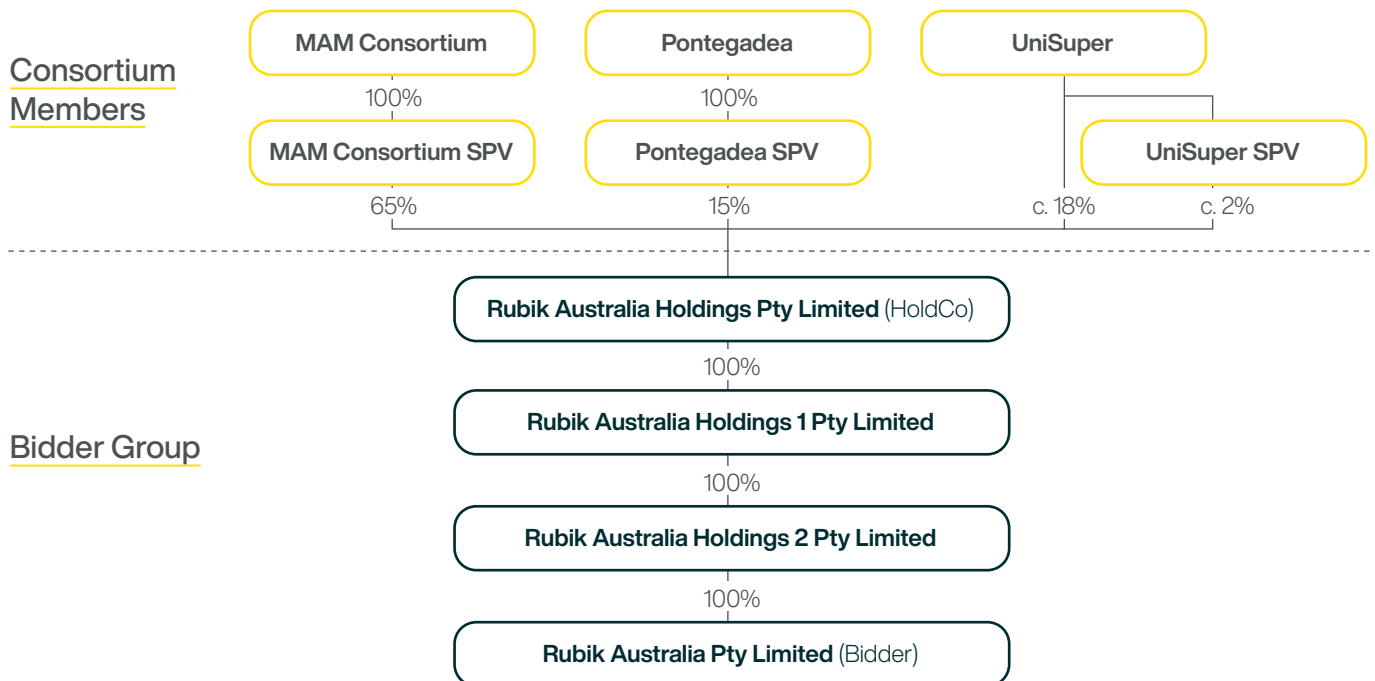 MAM Consortium
Pontegadea
UniSuper
Consortium
Members
100%
100%
MAM Consortium SPV
Pontegadea SPV
UniSuper SPV
65%
15%
c. 18%
c. 2%
Rubik Australia Holdings Pty Limited (HoldCo)
100%
Rubik Australia Holdings 1 Pty Limited
Bidder Group
100%
Rubik Australia Holdings 2 Pty Limited
100%
Rubik Australia Pty Limited (Bidder)